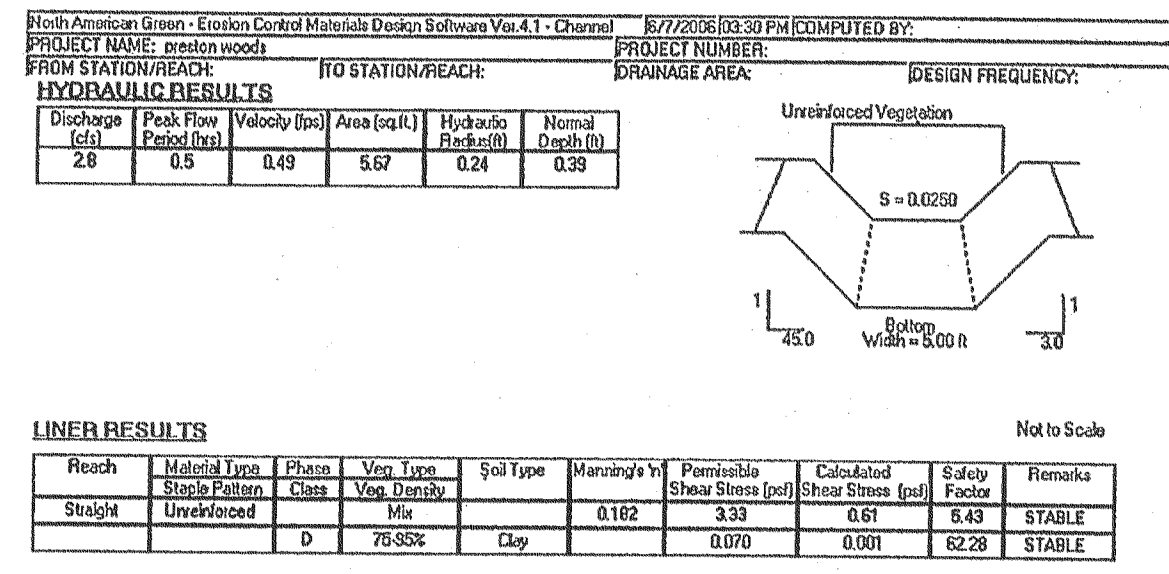 North American Green - Erosion Control Materials Design Software Ver.4.1 - Channel 6/7/2006 03:30 PM COMPUTED BY:
PROJECT NAME: preston woods PROJECT NUMBER:
FROM STATION/REACH: TO STATION/REACH: DRAINAGE AREA: DESIGN FREQUENCY:
HYDRAULIC RESULTS
Discharge (cfs) Peak Flow Period (hrs) Velocity (fps) Area (sq.ft.) Hydraulic Radius(ft) Normal Depth (ft)
2.8 0.5 0.49 5.67 0.24 0.39
Unreinforced Vegetation
S = 0.0250
1
45.0
Bottom
Width = 5.00 ft
1
3.0
LINER RESULTS
Not to Scale
Reach Material Type Phase Veg. Type Soil Type Manning's 'n' Permissible Shear Stress (psf) Calculated Shear Stress (psf) Safety Factor Remarks
Staple Pattern Class Veg. Density
Straight Unreinforced Mix 0.182 3.33 0.61 5.43 STABLE
D 75-95% Clay 0.070 0.001 62.28 STABLE